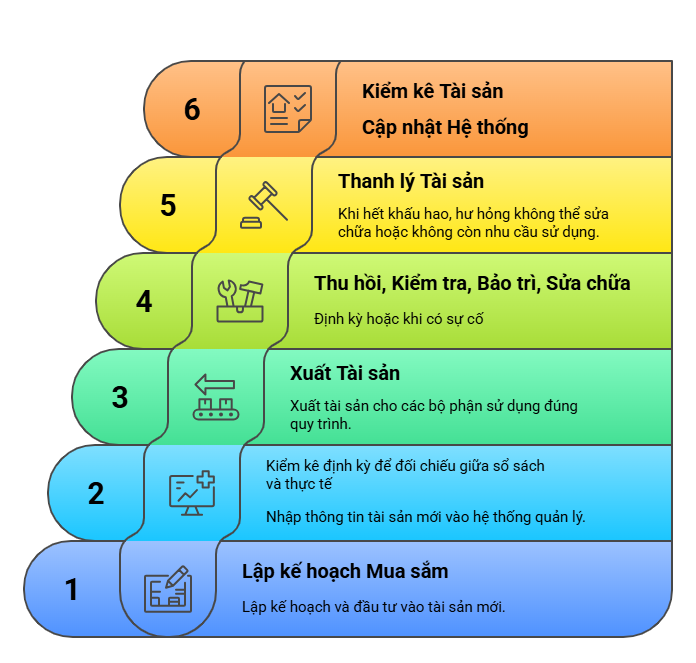 6
Kiểm kê Tài sản
Cập nhật Hệ thống
5
Thanh lý Tài sản
Khi hết khấu hao, hư hỏng không thể sửa
chữa hoặc không còn nhu cầu sử dụng.
4
Thu hồi, Kiểm tra, Bảo trì, Sửa chữa
Định kỳ hoặc khi có sự cố
3
Xuất Tài sản
Xuất tài sản cho các bộ phận sử dụng đúng
quy trình.
2
Kiểm kê định kỳ để đối chiếu giữa sổ sách
và thực tế
Nhập thông tin tài sản mới vào hệ thống quản lý.
1
Lập kế hoạch Mua sắm
Lập kế hoạch và đầu tư vào tài sản mới.